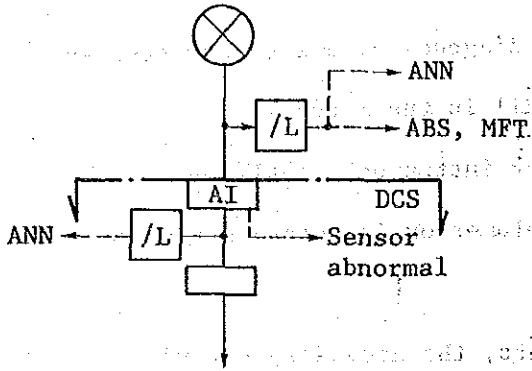 ANN
/L
ABS, MFT
AI
DCS
ANN
/L
Sensor
abnormal